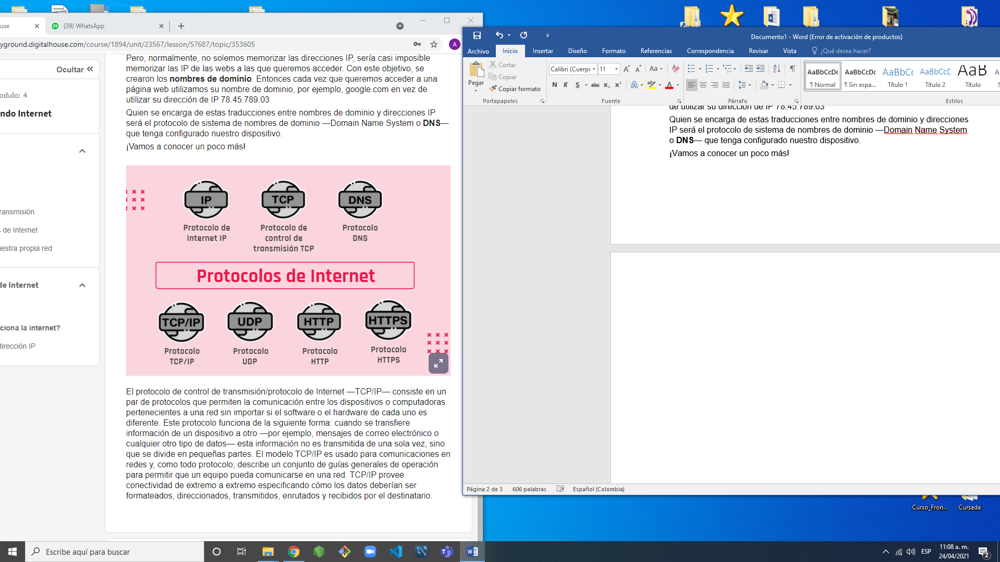 ouse
(39) WhatsApp
yground.digitalhouse.com/course/1894/unit/23567/lesson/57687/topic/353605
A
Ocultar
odulo: 4
ndo Internet
ransmisión
s de Internet
uestra propia red
de Internet
ciona la internet?
dirección IP
Pero, normalmente, no solemos memorizar las direcciones IP, sería casi imposible
memorizar las IP de las webs a las que queremos acceder. Con este objetivo, se
crearon los nombres de dominio. Entonces cada vez que queremos acceder a una
página web utilizamos su nombre de dominio, por ejemplo, google.com en vez de
utilizar su dirección de IP 78.45.789.03
Quien se encarga de estas traducciones entre nombres de dominio y direcciones IP
será el protocolo de sistema de nombres de dominio —Domain Name System o DNS—
que tenga configurado nuestro dispositivo.
¡Vamos a conocer un poco más!
IP
TCP
DNS
Protocolo de
Internet IP
Protocolo de
control de
transmisión TCP
Protocolo
DNS
Protocolos de Internet
TCP/IP
UDP
HTTP
HTTPS
Protocolo
TCP/IP
Protocolo
UDP
Protocolo
HTTP
Protocolo
HTTPS
El protocolo de control de transmisión/protocolo de Internet —TCP/IP— consiste en un
par de protocolos que permiten la comunicación entre los dispositivos o computadoras
pertenecientes a una red sin importar si el software o el hardware de cada uno es
diferente. Este protocolo funciona de la siguiente forma: cuando se transfiere
información de un dispositivo a otro —por ejemplo, mensajes de correo electrónico o
cualquier otro tipo de datos— esta información no es transmitida de una sola vez, sino
que se divide en pequeñas partes. El modelo TCP/IP es usado para comunicaciones en
redes y, como todo protocolo, describe un conjunto de guías generales de operación
para permitir que un equipo pueda comunicarse en una red. TCP/IP provee
conectividad de extremo a extremo especificando cómo los datos deberían ser
formateados, direccionados, transmitidos, enrutados y recibidos por el destinatario.
Documento1 - Word (Error de activación de productos)
Archivo Inicio Insertar Diseño Formato Referencias Correspondencia Revisar Vista ¿Qué desea hacer?
Pegar
Cortar
Copiar
Copiar formato
Portapapeles
Calibri (Cuerpo 11
Aa
N K S abc x₂ x²
Fuente
Párrafo
AaBbCcDc AaBbCcDc AaBbCc AaBbCcD AaB
¶ Normal ¶ Sin espa... Título 1 Título 2 Título S
Estilos
de utilizar su dirección de IP 78.45.789.03
Quien se encarga de estas traducciones entre nombres de dominio y direcciones
IP será el protocolo de sistema de nombres de dominio —Domain Name System
o DNS— que tenga configurado nuestro dispositivo.
¡Vamos a conocer un poco más!
Página 2 de 3 606 palabras Español (Colombia)
Curso_Fron... Cursada
Escribe aquí para buscar
ESP
11:08 a. m.
24/04/2021
2